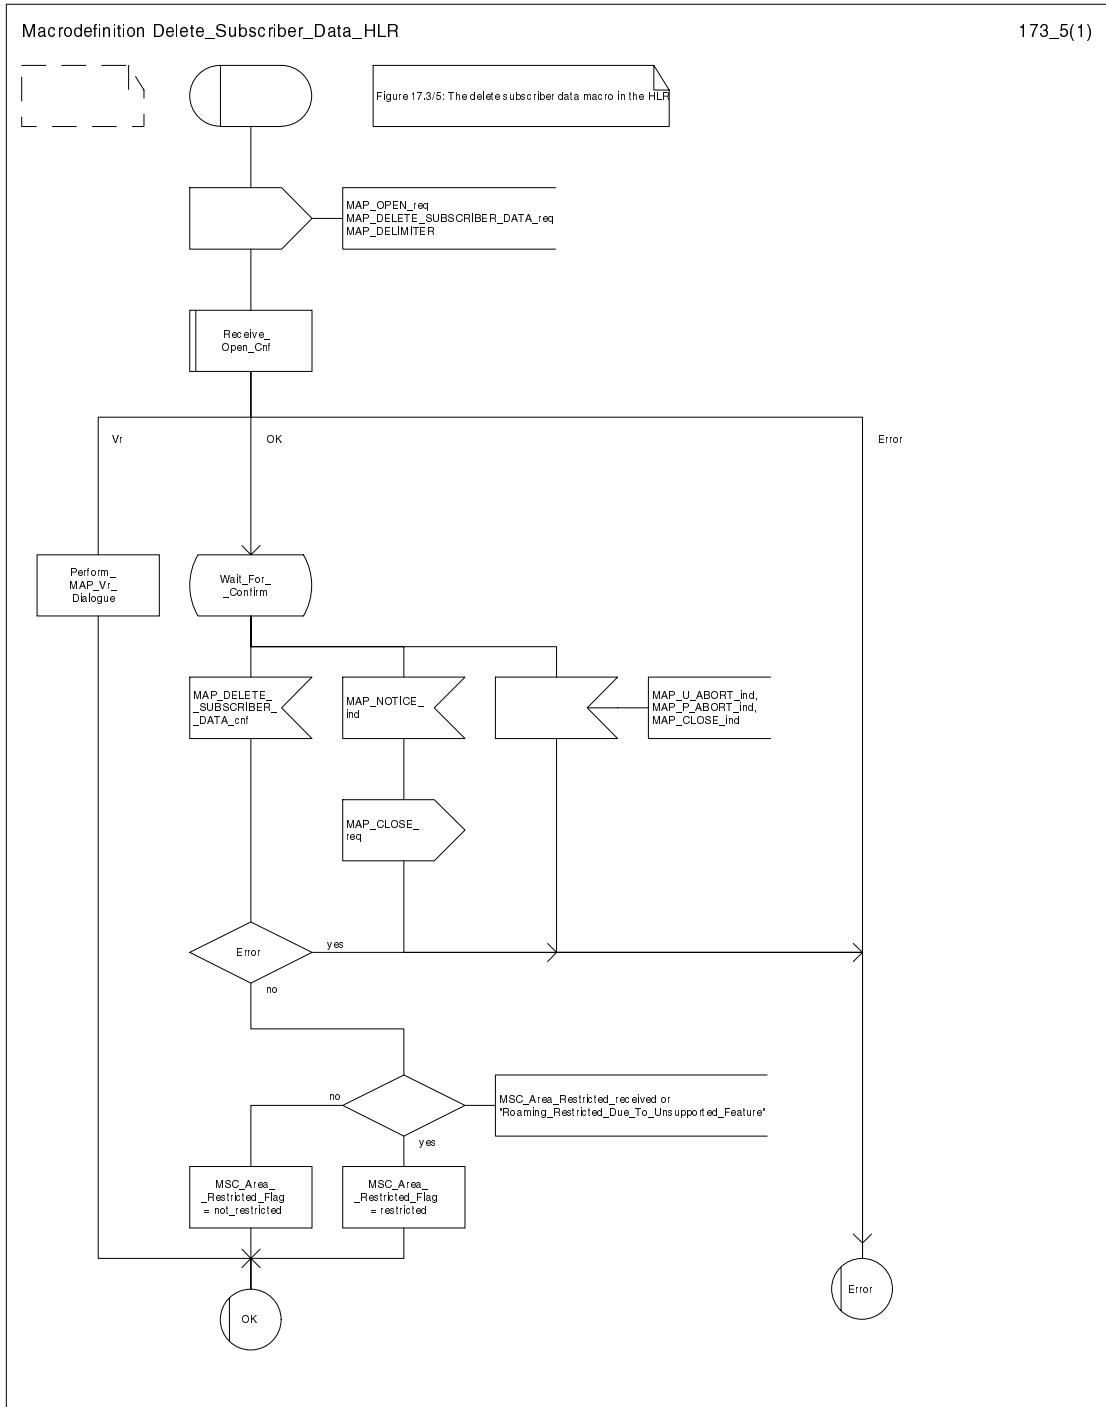 Macrodefinition Delete_Subscriber_Data_HLR
173_5(1)
Figure 17.3/5: The delete subscriber data macro in the HLR
MAP_OPEN_req
MAP_DELETE_SUBSCRIBER_DATA_req
MAP_DELIMITER
Receive_
Open_Cnf
Vr
OK
Error
Perform_
MAP_Vr_
Dialogue
Wait_For_
_Confirm
MAP_DELETE_
_SUBSCRIBER_
_DATA_cnf
MAP_NOTICE_
ind
MAP_U_ABORT_ind,
MAP_P_ABORT_ind,
MAP_CLOSE_ind
MAP_CLOSE_
req
Error
yes
no
no
MSC_Area_Restricted_received or
"Roaming_Restricted_Due_To_Unsupported_Feature"
yes
MSC_Area_
_Restricted_Flag
= not_restricted
MSC_Area_
_Restricted_Flag
= restricted
Error
OK